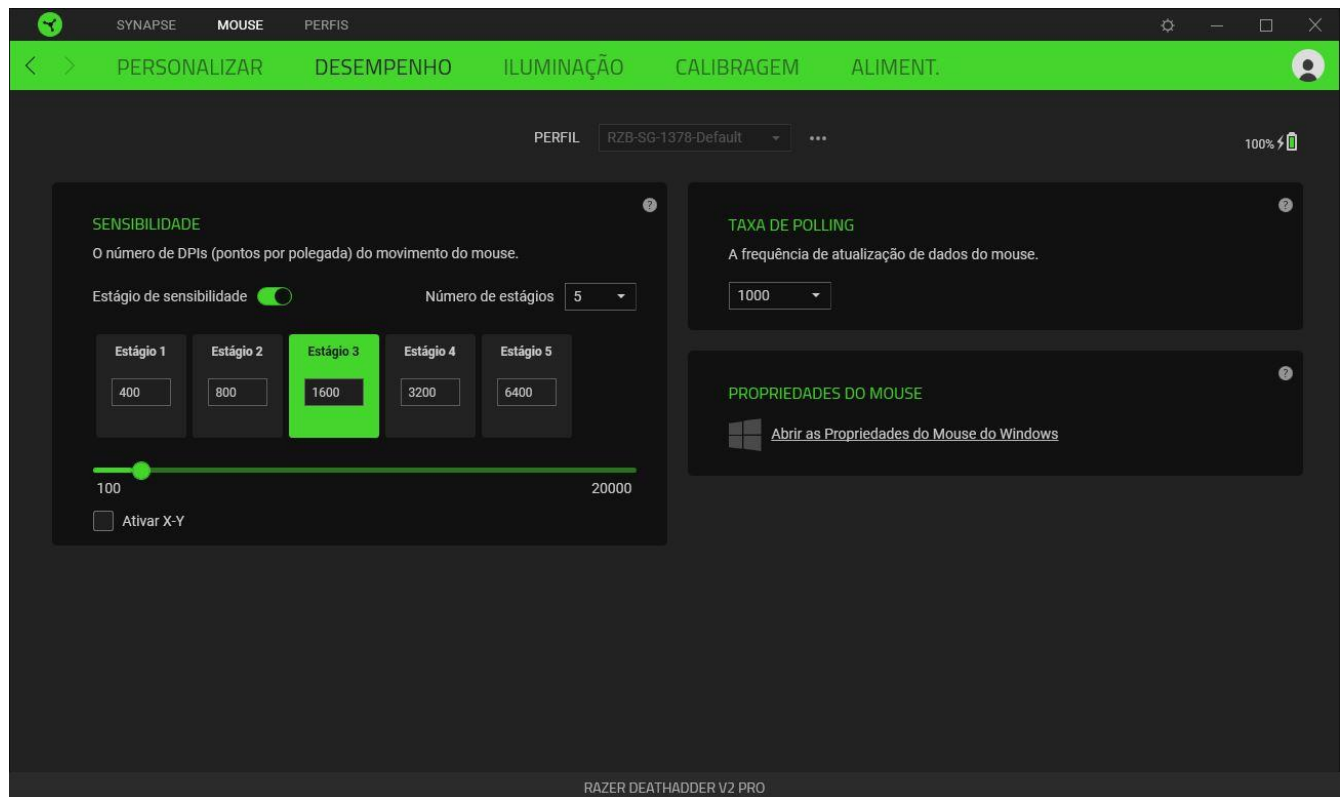 SYNAPSE MOUSE PERFIS
PERSONALIZAR DESEMPENHO ILUMINAÇÃO CALIBRAGEM ALIMENT.
PERFIL RZB-SG-1378-Default
100%
SENSIBILIDADE
O número de DPIs (pontos por polegada) do movimento do mouse.
Estágio de sensibilidade Número de estágios 5
Estágio 1 Estágio 2 Estágio 3 Estágio 4 Estágio 5
400 800 1600 3200 6400
100 20000
Ativar X-Y
TAXA DE POLLING
A frequência de atualização de dados do mouse.
1000
PROPRIEDADES DO MOUSE
Abrir as Propriedades do Mouse do Windows
RAZER DEATHADDER V2 PRO